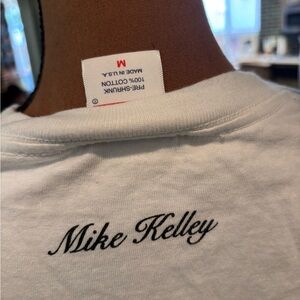 M
MADE IN U.S.A.
100% COTTON
PRE-SHRUNK
Mike Kelley